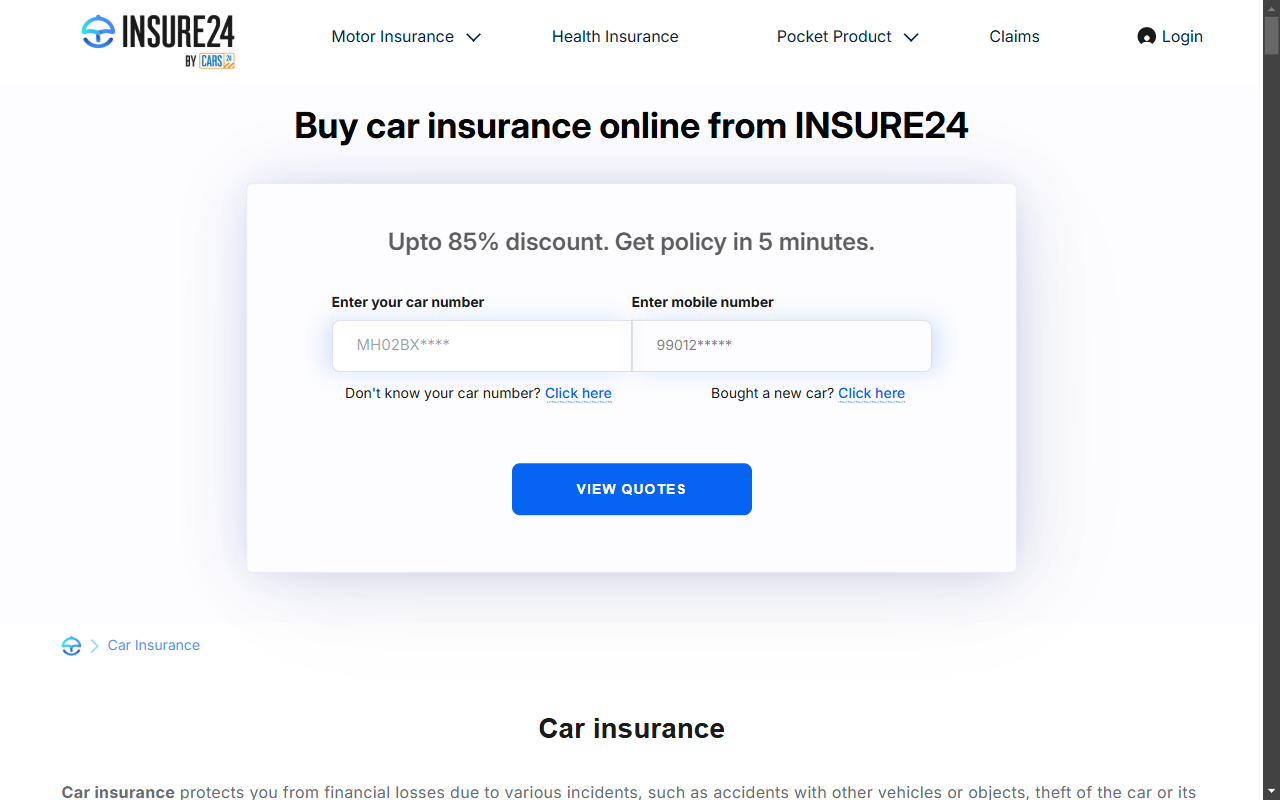 INSURE24
BY CARS24
Motor Insurance
Health Insurance
Pocket Product
Claims
Login
Buy car insurance online from INSURE24
Upto 85% discount. Get policy in 5 minutes.
Enter your car number
Enter mobile number
MH02BX****
99012*****
Don't know your car number? Click here
Bought a new car? Click here
VIEW QUOTES
Car Insurance
Car insurance
Car insurance protects you from financial losses due to various incidents, such as accidents with other vehicles or objects, theft of the car or its